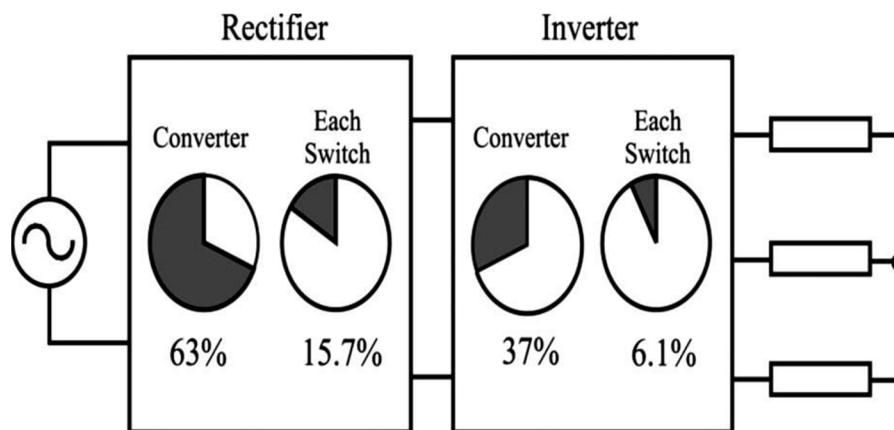 Rectifier
Inverter
Converter
Each
Switch
Converter
Each
Switch
63%
15.7%
37%
6.1%